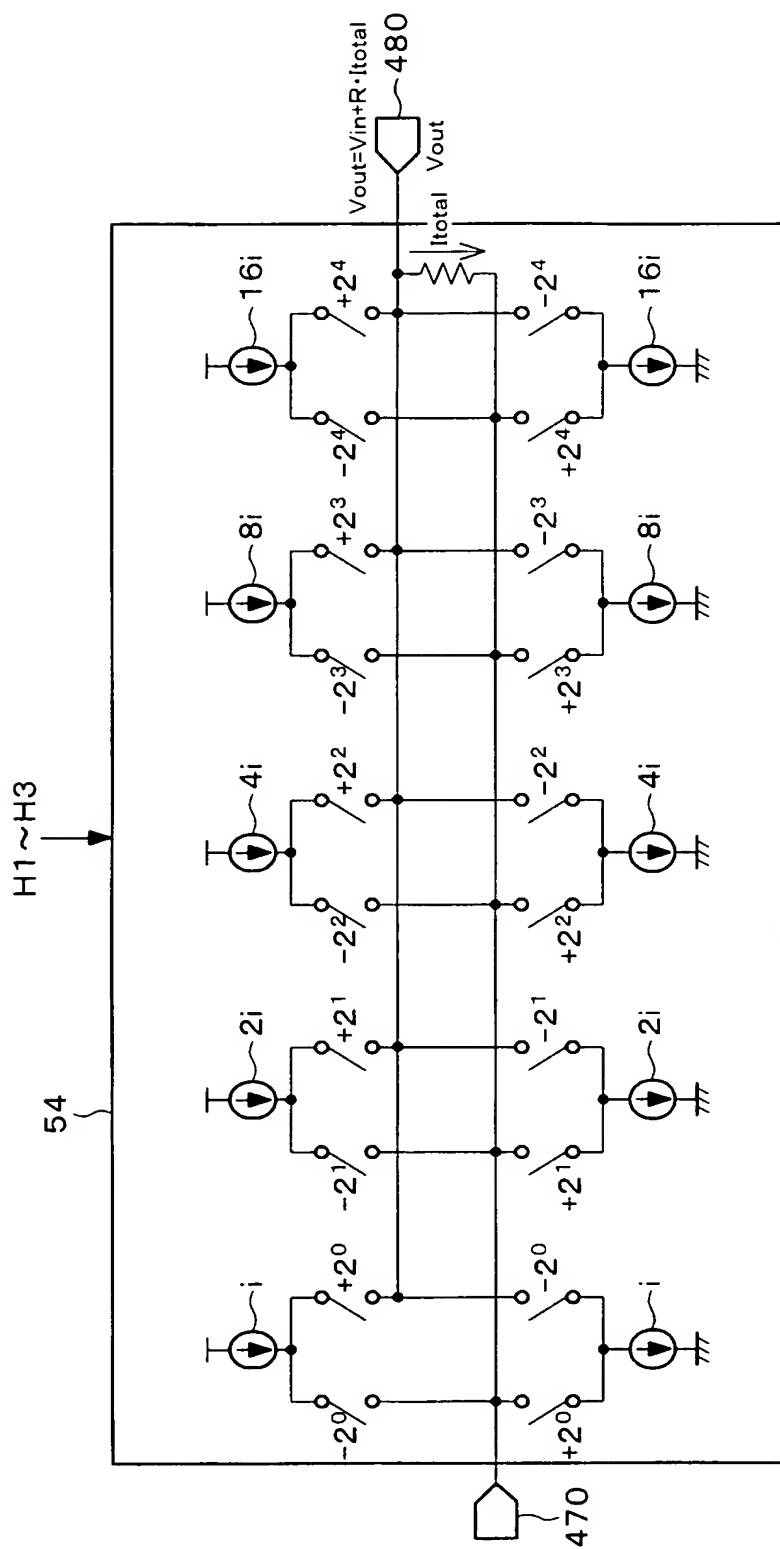 H1~H3
54
i
2i
4i
8i
16i
-2⁰
+2⁰
-2¹
+2¹
-2²
+2²
-2³
+2³
-2⁴
+2⁴
Vout=Vin+R·Itotal
480
Vout
Itotal
470
+2⁰
-2⁰
+2¹
-2¹
+2²
-2²
+2³
-2³
+2⁴
-2⁴
i
2i
4i
8i
16i